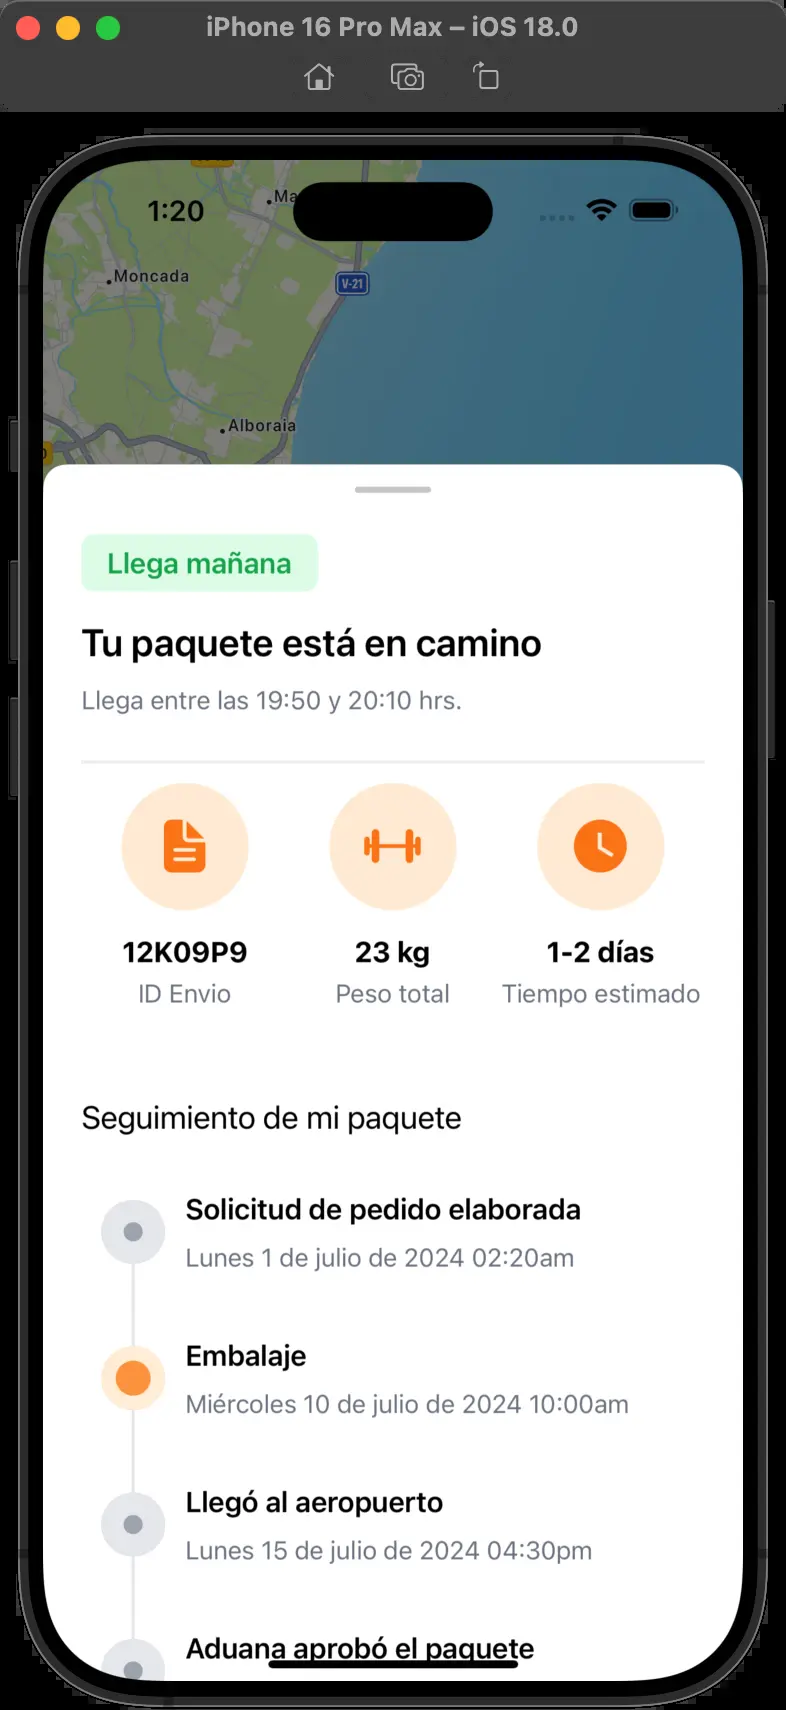 iPhone 16 Pro Max – iOS 18.0
1:20
Ma
Moncada
V-21
Alboraia
Llega mañana
Tu paquete está en camino
Llega entre las 19:50 y 20:10 hrs.
12K09P9
23 kg
1-2 días
ID Envio
Peso total
Tiempo estimado
Seguimiento de mi paquete
Solicitud de pedido elaborada
Lunes 1 de julio de 2024 02:20am
Embalaje
Miércoles 10 de julio de 2024 10:00am
Llegó al aeropuerto
Lunes 15 de julio de 2024 04:30pm
Aduana aprobó el paquete